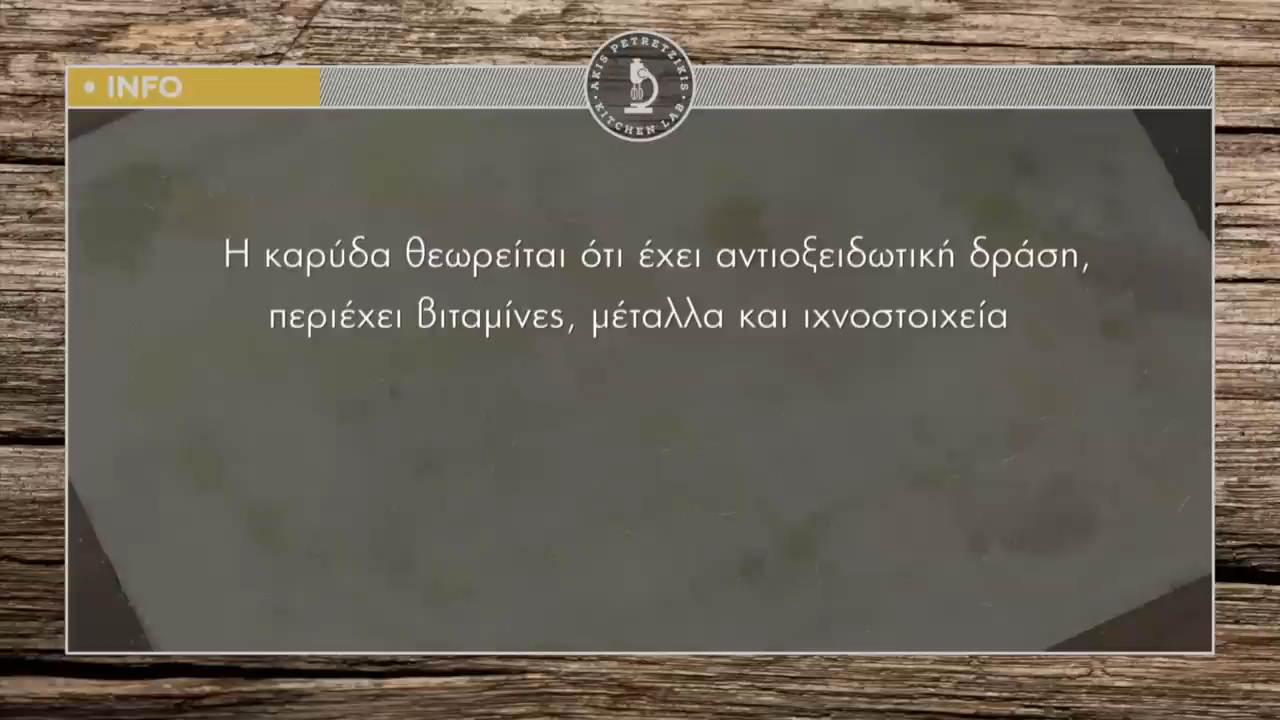 • INFO
AKIS PETRETZIKIS
• KITCHEN LAB •
Η καρύδα θεωρείται ότι έχει αντιοξειδωτική δράση,
περιέχει βιταμίνες, μέταλλα και ιχνοστοιχεία